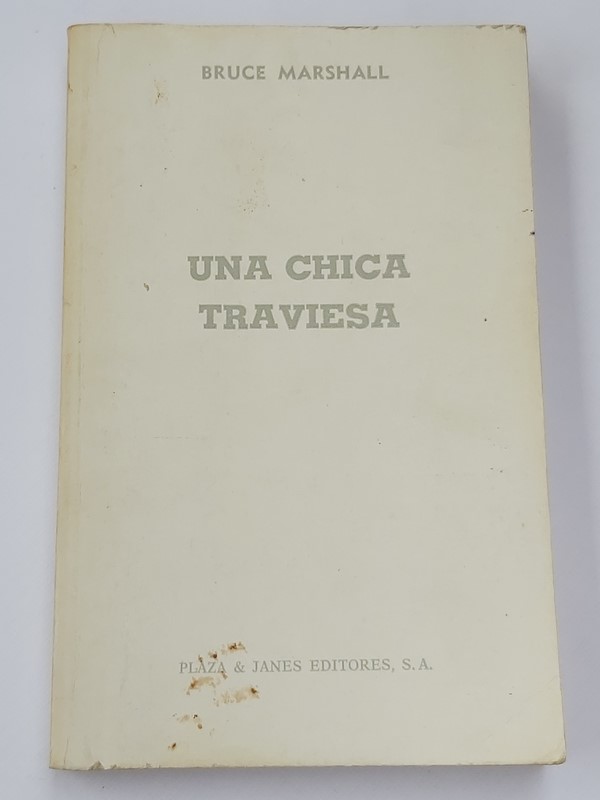 BRUCE MARSHALL
UNA CHICA
TRAVIESA
PLAZA & JANES EDITORES, S.A.